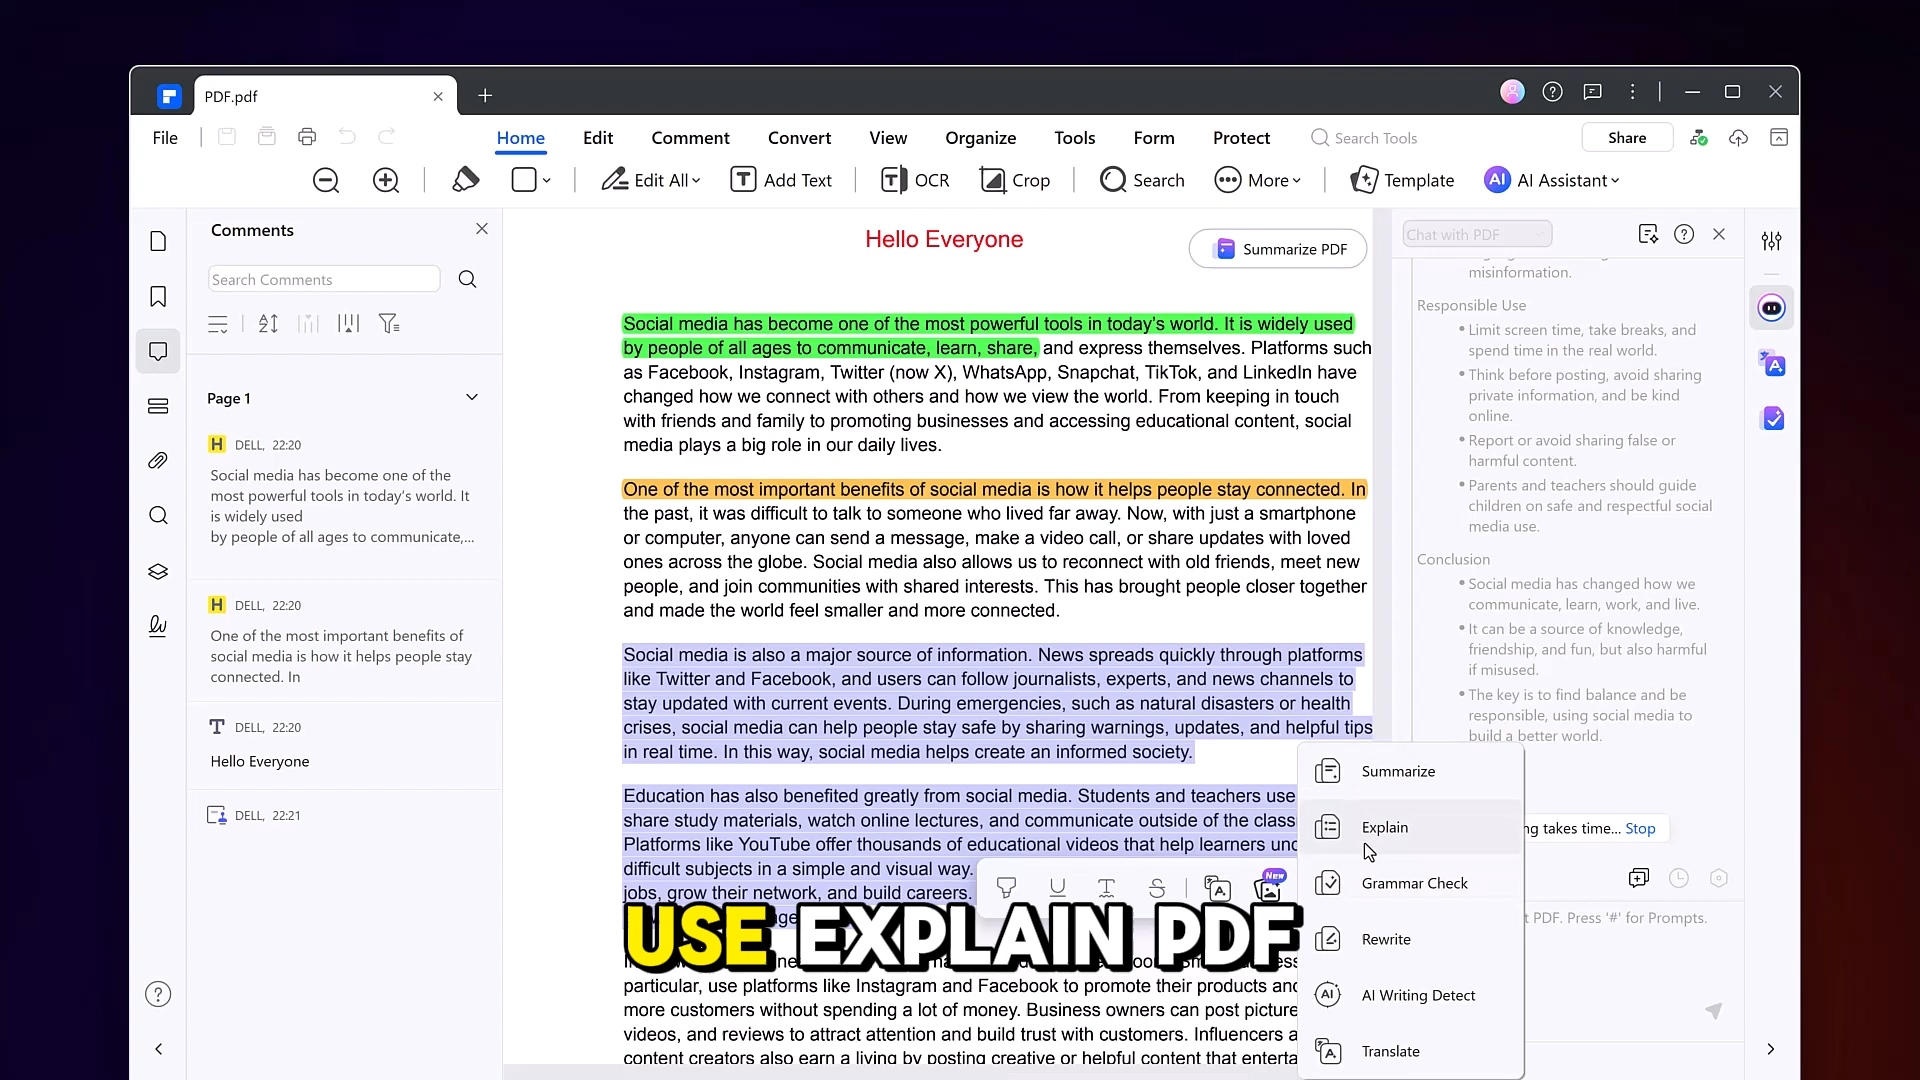 PDF.pdf
File
Home
Edit
Comment
Convert
View
Organize
Tools
Form
Protect
Search Tools
Share
Edit All
Add Text
OCR
Crop
Search
More
Template
AI
AI Assistant
Comments
Search Comments
Page 1
H DELL, 22:20
Social media has become one of the
most powerful tools in today's world. It
is widely used
by people of all ages to communicate,...
H DELL, 22:20
One of the most important benefits of
social media is how it helps people stay
connected. In
T DELL, 22:20
Hello Everyone
DELL, 22:21
Hello Everyone
Summarize PDF
Social media has become one of the most powerful tools in today's world. It is widely used
by people of all ages to communicate, learn, share, and express themselves. Platforms such
as Facebook, Instagram, Twitter (now X), WhatsApp, Snapchat, TikTok, and LinkedIn have
changed how we connect with others and how we view the world. From keeping in touch
with friends and family to promoting businesses and accessing educational content, social
media plays a big role in our daily lives.
One of the most important benefits of social media is how it helps people stay connected. In
the past, it was difficult to talk to someone who lived far away. Now, with just a smartphone
or computer, anyone can send a message, make a video call, or share updates with loved
ones across the globe. Social media also allows us to reconnect with old friends, meet new
people, and join communities with shared interests. This has brought people closer together
and made the world feel smaller and more connected.
Social media is also a major source of information. News spreads quickly through platforms
like Twitter and Facebook, and users can follow journalists, experts, and news channels to
stay updated with current events. During emergencies, such as natural disasters or health
crises, social media can help people stay safe by sharing warnings, updates, and helpful tips
in real time. In this way, social media helps create an informed society.
Education has also benefited greatly from social media. Students and teachers use
share study materials, watch online lectures, and communicate outside of the class
Platforms like YouTube offer thousands of educational videos that help learners
difficult subjects in a simple and visual way.
jobs, grow their network, and build careers.
New
USE EXPLAIN PDF
particular, use platforms like Instagram and Facebook to promote their products
more customers without spending a lot of money. Business owners can post
videos, and reviews to attract attention and build trust with customers. Influencers
content creators also earn a living by posting creative or helpful content that
Chat with PDF
misinformation.
Responsible Use
• Limit screen time, take breaks, and
spend time in the real world.
• Think before posting, avoid sharing
private information, and be kind
online.
• Report or avoid sharing false or
harmful content.
• Parents and teachers should guide
children on safe and respectful social
media use.
Conclusion
• Social media has changed how we
communicate, learn, work, and live.
• It can be a source of knowledge,
friendship, and fun, but also harmful
if misused.
• The key is to find balance and be
responsible, using social media to
build a better world.
Summarize
Explain
Grammar Check
Rewrite
AI Writing Detect
Translate
ng takes time... Stop
PDF. Press '#' for Prompts.